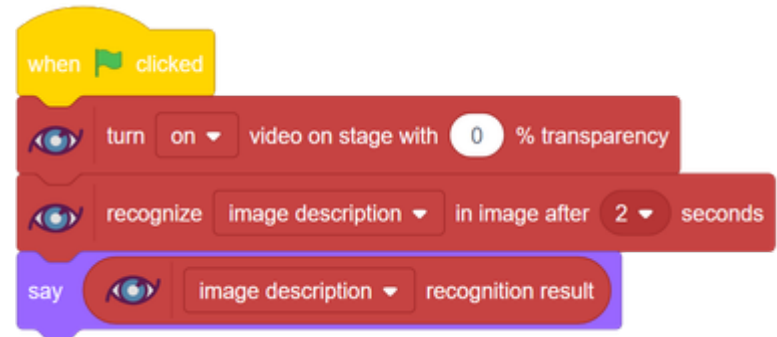 when clicked
turn on video on stage with 0 % transparency
recognize image description in image after 2 seconds
say image description recognition result